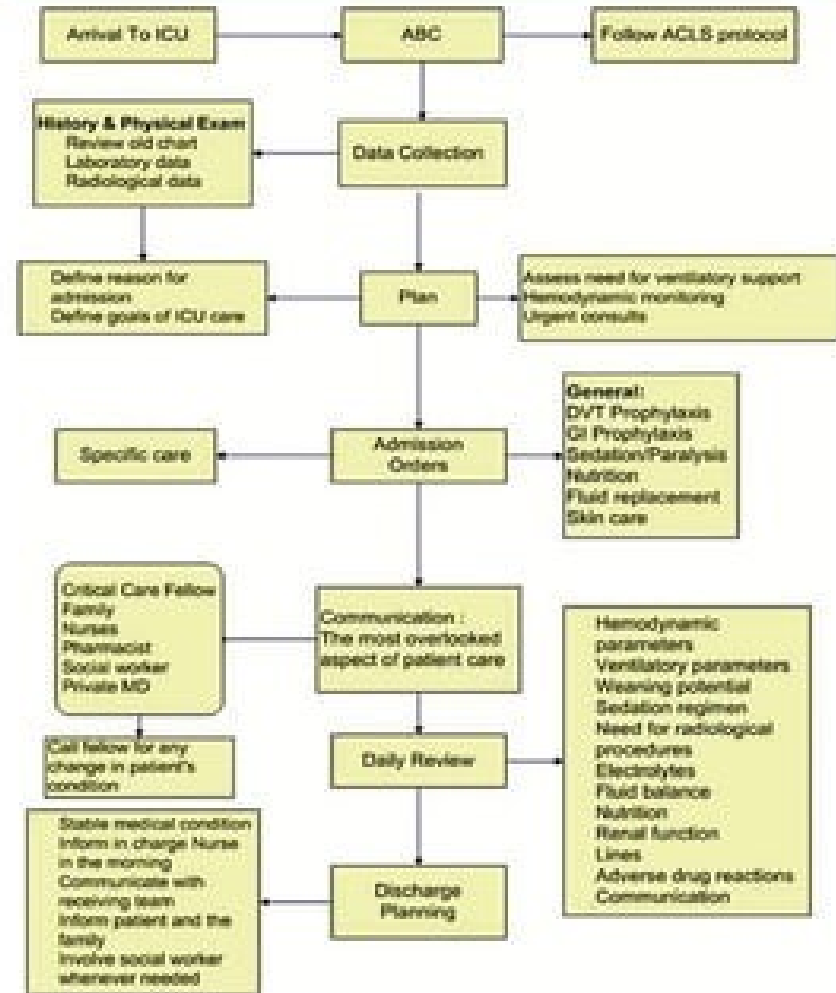 Arrival To ICU
ABC
Follow ACLS protocol
History & Physical Exam
Review old chart
Laboratory data
Radiological data
Data Collection
Define reason for
admission
Define goals of ICU care
Plan
Assess need for ventilatory support
Hemodynamic monitoring
Urgent consults
Specific care
Admission
Orders
General:
DVT Prophylaxis
GI Prophylaxis
Sedation/Paralysis
Nutrition
Fluid replacement
Skin care
Critical Care Fellow
Family
Nurses
Pharmacist
Social worker
Private MD
Communication :
The most overlooked
aspect of patient care
Call fellow for any
change in patient's
condition
Daily Review
Hemodynamic
parameters
Ventilatory parameters
Weaning potential
Sedation regimen
Need for radiological
procedures
Electrolytes
Fluid balance
Nutrition
Renal function
Lines
Adverse drug reactions
Communication
Stable medical condition
Inform in charge Nurse
in the morning
Communicate with
receiving team
Inform patient and the
family
Involve social worker
whenever needed
Discharge
Planning